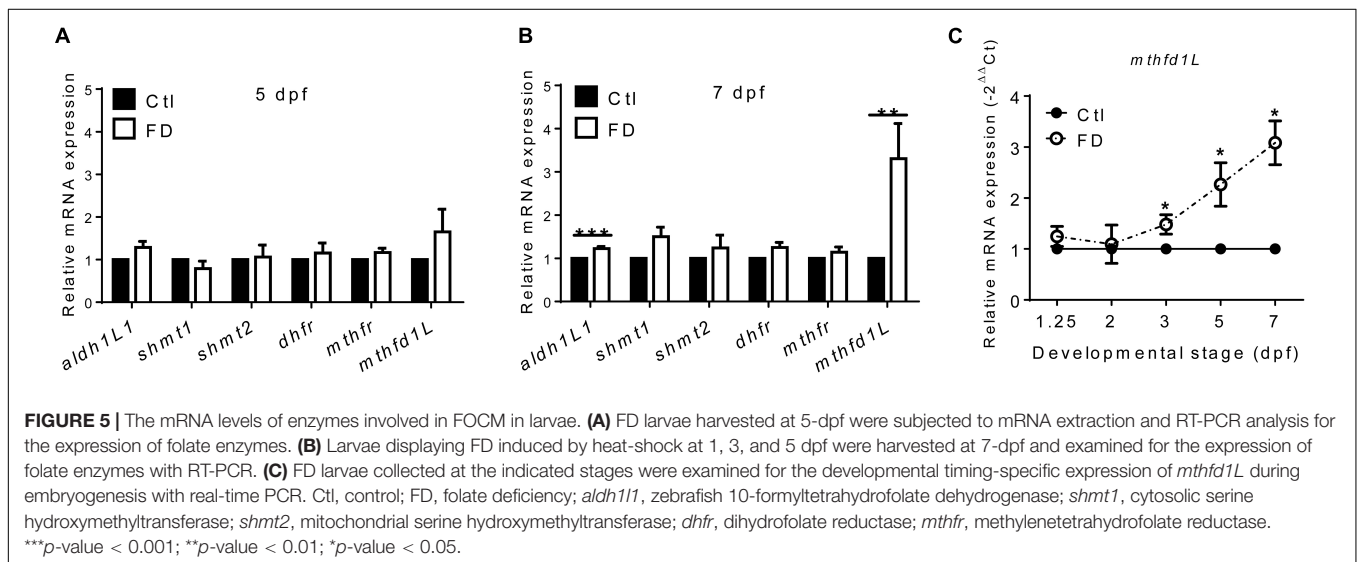 A
5 dpf
Ctl
FD
Relative mRNA expression
5
4
3
2
1
0
aldh1L1
shmt1
shmt2
dhfr
mthfr
mthfd1L
B
7 dpf
Ctl
FD
Relative mRNA expression
5
4
3
2
1
0
***
**
aldh1L1
shmt1
shmt2
dhfr
mthfr
mthfd1L
C
mthfd1L
Ctl
FD
Relative mRNA expression (-2^ΔΔCt)
4
3
2
1
0
*
*
*
1.25 2 3 5 7
Developmental stage (dpf)
FIGURE 5 | The mRNA levels of enzymes involved in FOCM in larvae. (A) FD larvae harvested at 5-dpf were subjected to mRNA extraction and RT-PCR analysis for
the expression of folate enzymes. (B) Larvae displaying FD induced by heat-shock at 1, 3, and 5 dpf were harvested at 7-dpf and examined for the expression of
folate enzymes with RT-PCR. (C) FD larvae collected at the indicated stages were examined for the developmental timing-specific expression of mthfd1L during
embryogenesis with real-time PCR. Ctl, control; FD, folate deficiency; aldh1l1, zebrafish 10-formyltetrahydrofolate dehydrogenase; shmt1, cytosolic serine
hydroxymethyltransferase; shmt2, mitochondrial serine hydroxymethyltransferase; dhfr, dihydrofolate reductase; mthfr, methylenetetrahydrofolate reductase.
***p-value < 0.001; **p-value < 0.01; *p-value < 0.05.